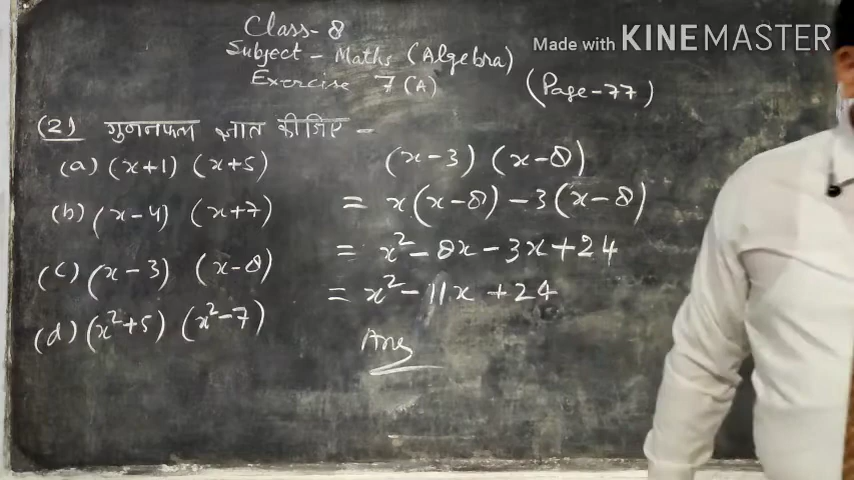 Class-8
Subject - Maths (Algebra)
Exercise 7(A)
(Page-77)
Made with KINEMASTER
(2) गुणनफल ज्ञात कीजिए -
(a) (x+1) (x+5)
(b) (x-4) (x+7)
(c) (x-3) (x-8)
(d) (x²+5) (x²-7)
(x-3) (x-8)
= x(x-8) -3(x-8)
= x²-8x-3x+24
= x²-11x+24
Ans